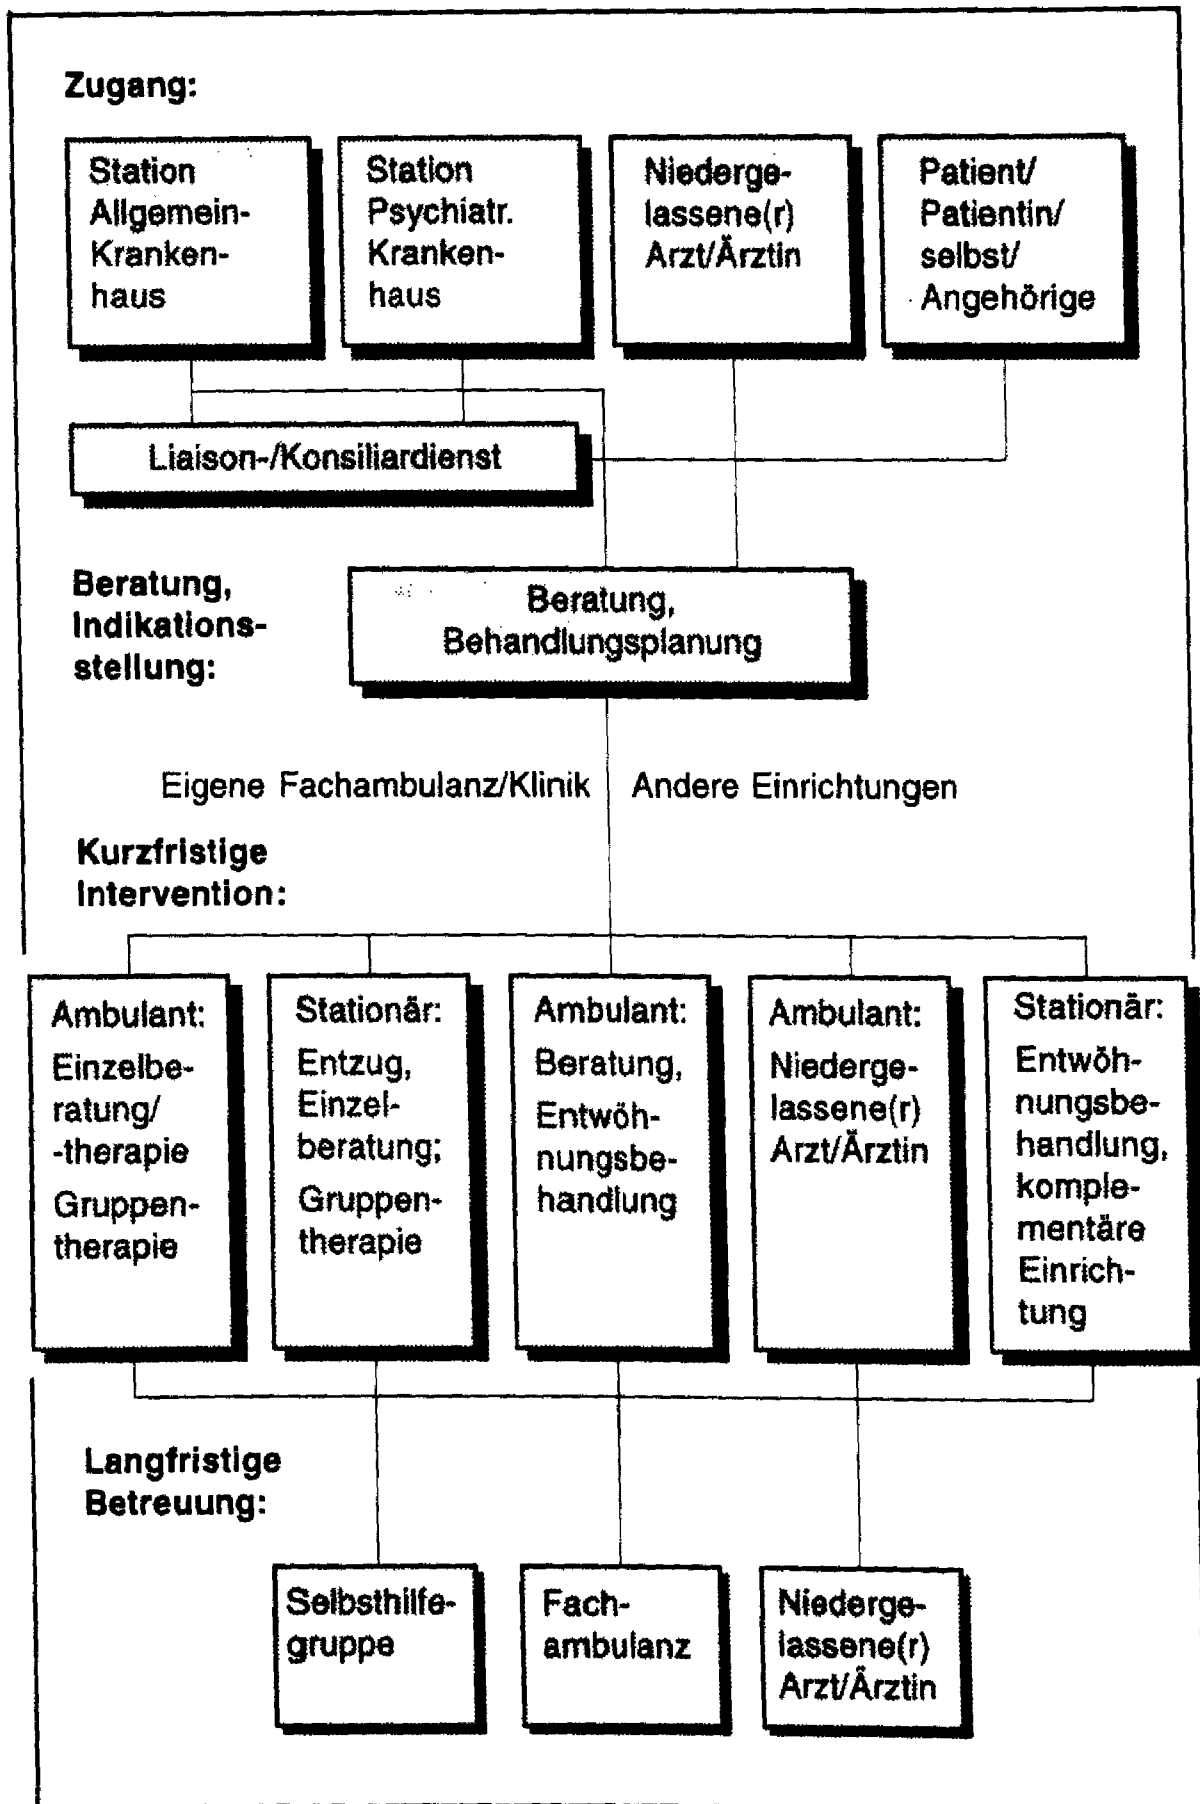 Zugang:
Station
Allgemein-
Kranken-
haus
Station
Psychiatr.
Kranken-
haus
Niederge-
lassene(r)
Arzt/Ärztin
Patient/
Patientin/
selbst/
Angehörige
Liaison-/Konsiliardienst
Beratung,
Indikations-
stellung:
Beratung,
Behandlungsplanung
Eigene Fachambulanz/Klinik
Andere Einrichtungen
Kurzfristige
Intervention:
Ambulant:
Einzelbe-
ratung/
-therapie
Gruppen-
therapie
Stationär:
Entzug,
Einzel-
beratung;
Gruppen-
therapie
Ambulant:
Beratung,
Entwöh-
nungsbe-
handlung
Ambulant:
Niederge-
lassene(r)
Arzt/Ärztin
Stationär:
Entwöh-
nungsbe-
handlung,
komple-
mentäre
Einrich-
tung
Langfristige
Betreuung:
Selbsthilfe-
gruppe
Fach-
ambulanz
Niederge-
lassene(r)
Arzt/Ärztin